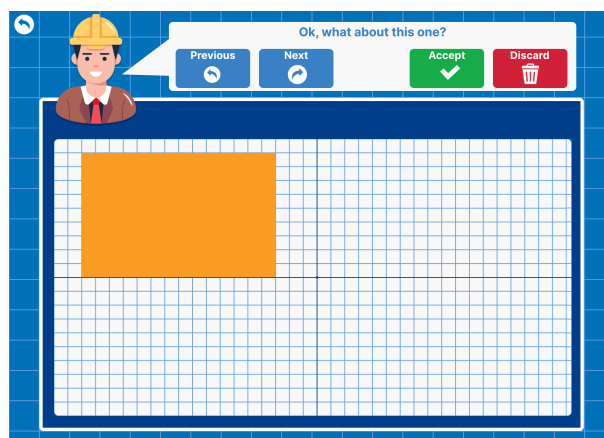 Ok, what about this one?
Previous
Next
Accept
Discard